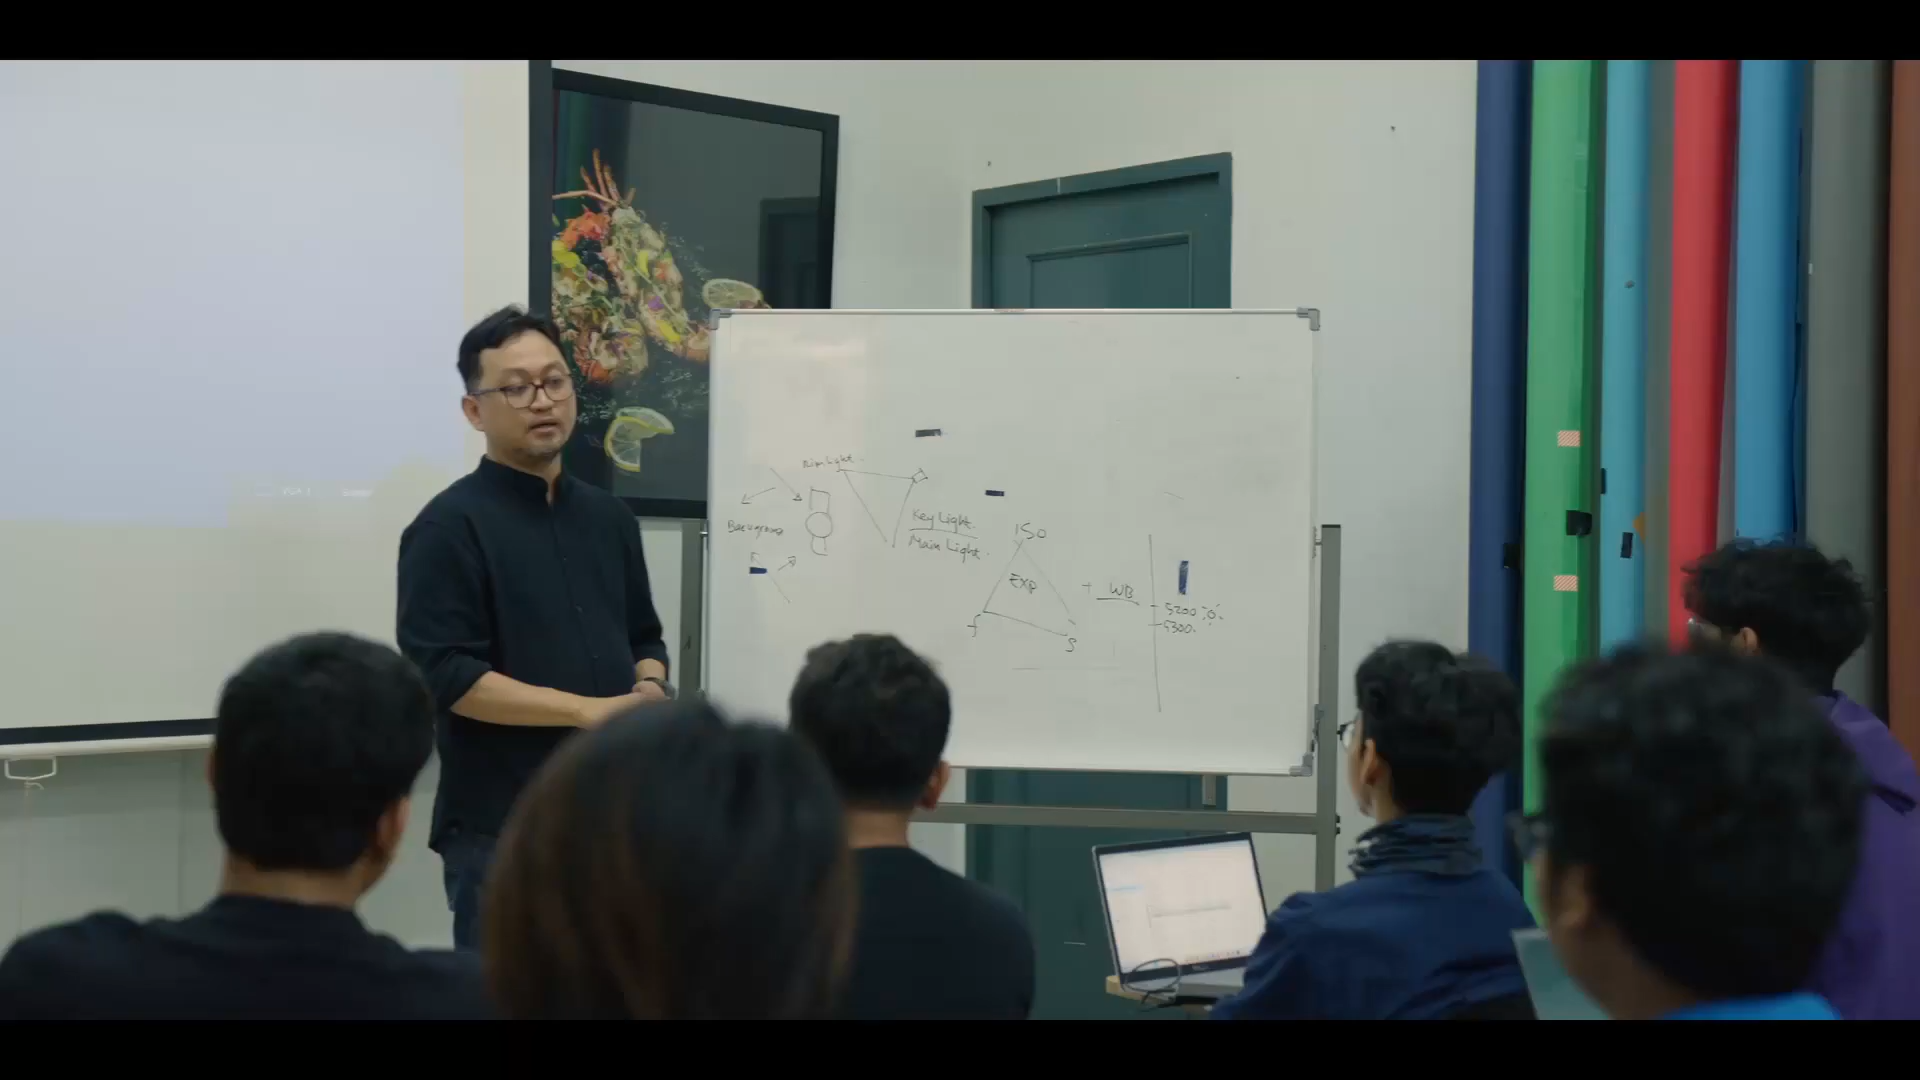 Rim Light
Background
Key Light
Main Light
ISO
EXP
+ WB
f
S
5200
5300